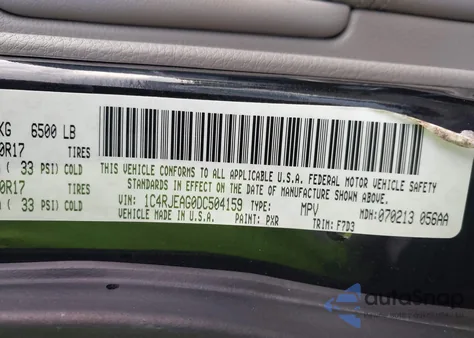 KG 6500 LB
0R17 TIRES
( 33 PSI) COLD
0R17 TIRES
( 33 PSI) COLD
THIS VEHICLE CONFORMS TO ALL APPLICABLE U.S.A. FEDERAL MOTOR VEHICLE SAFETY
STANDARDS IN EFFECT ON THE DATE OF MANUFACTURE SHOWN ABOVE.
VIN: 1C4RJEAG0DC504159 TYPE: MPV MDH: 070213 056AA
VEHICLE MADE IN U.S.A. PAINT: PXR TRIM: F7D3
autoSnap